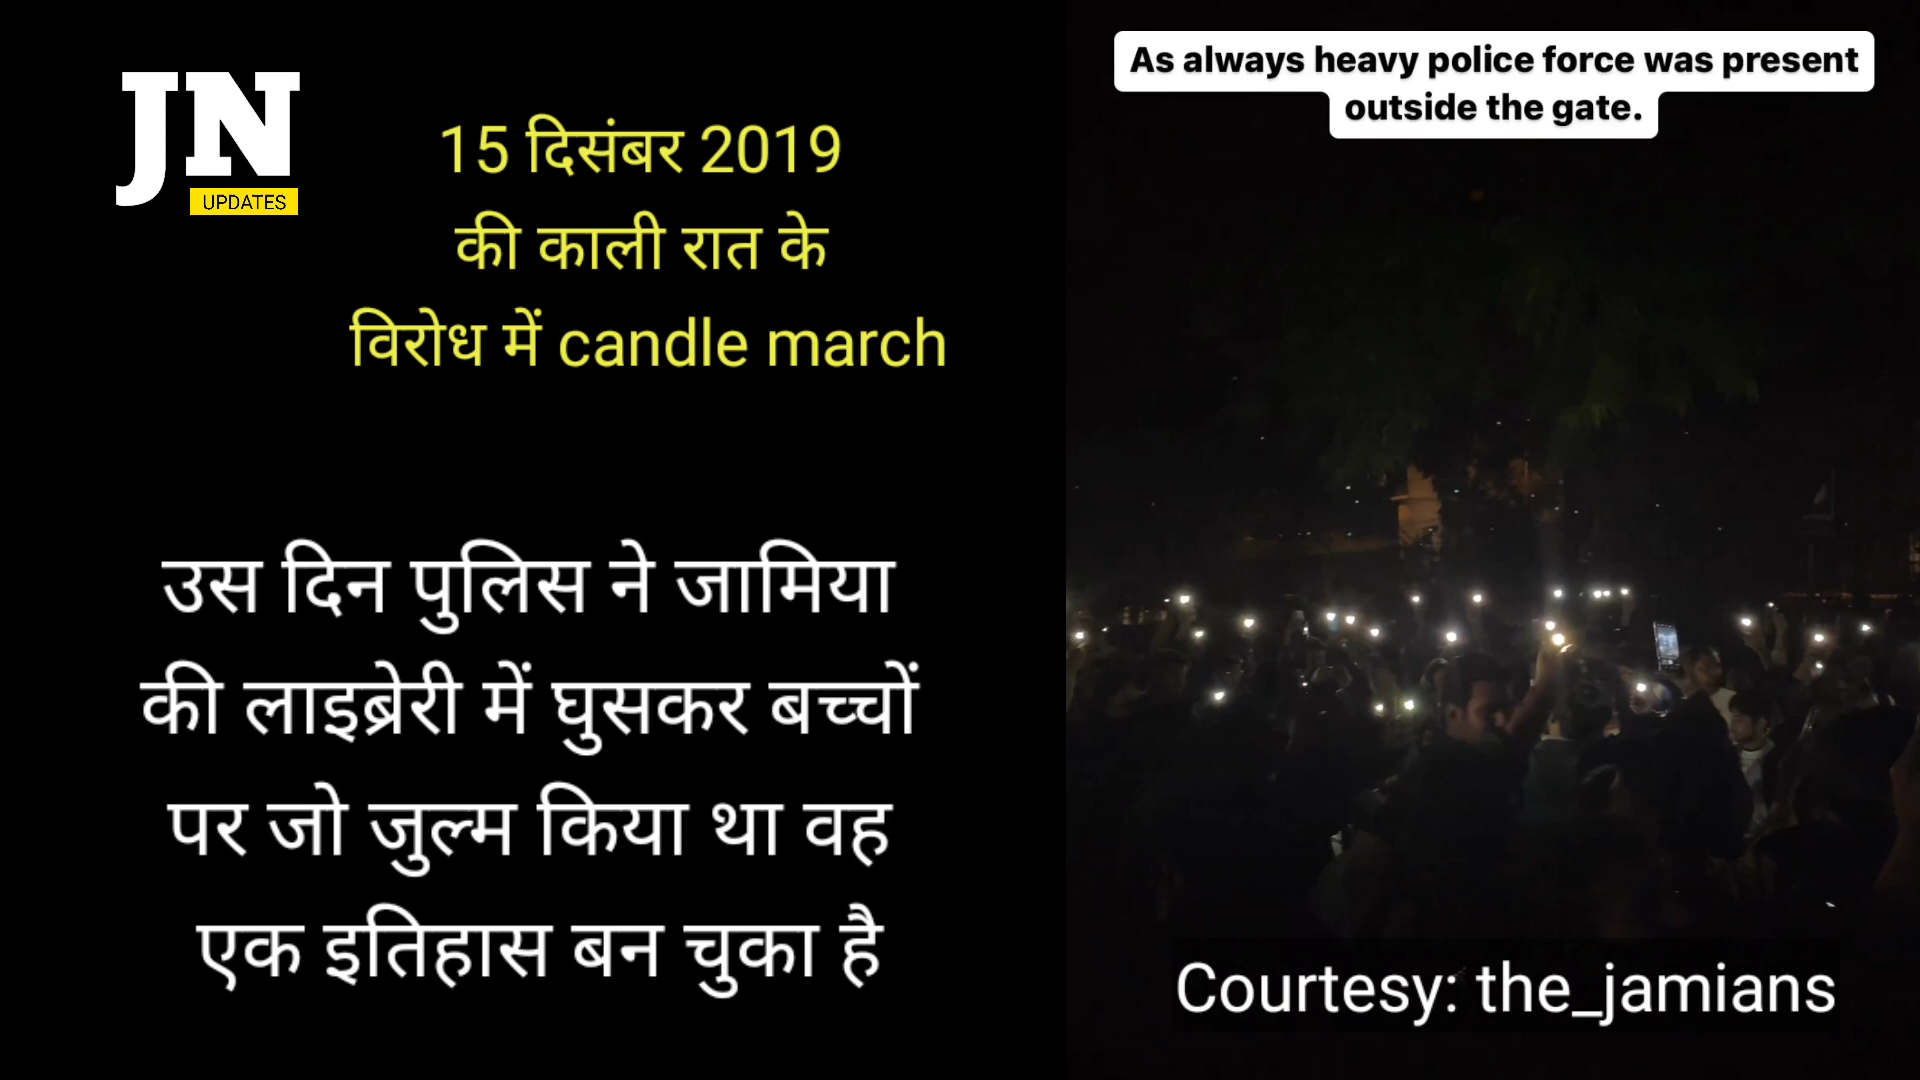 JN
UPDATES
15 दिसंबर 2019
की काली रात के
विरोध में candle march
उस दिन पुलिस ने जामिया
की लाइब्रेरी में घुसकर बच्चों
पर जो जुल्म किया था वह
एक इतिहास बन चुका है
As always heavy police force was present
outside the gate.
Courtesy: the_jamians